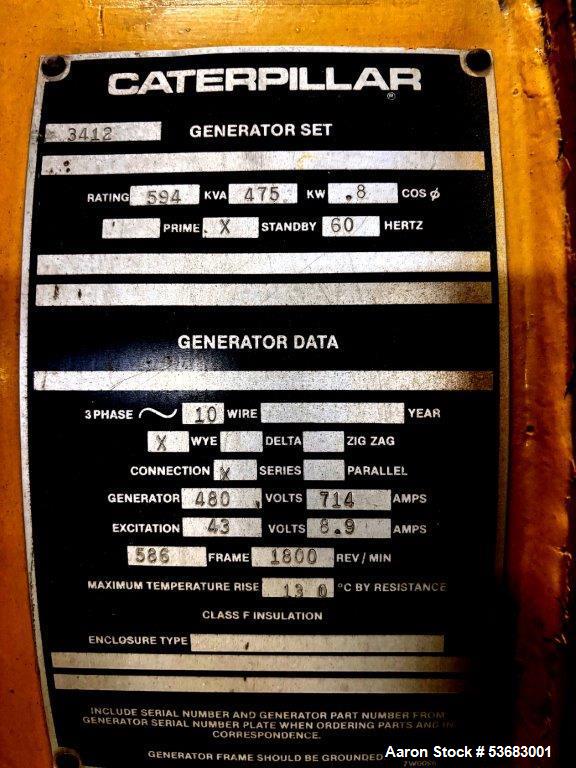 CATERPILLAR
®
3412 GENERATOR SET
RATING 594 KVA 475 KW .8 COS ϕ
PRIME X STANDBY 60 HERTZ
GENERATOR DATA
3 PHASE 10 WIRE YEAR
X WYE DELTA ZIG ZAG
CONNECTION X SERIES PARALLEL
GENERATOR 480 VOLTS 714 AMPS
EXCITATION 43 VOLTS 8.9 AMPS
586 FRAME 1800 REV / MIN
MAXIMUM TEMPERATURE RISE 13 0 °C BY RESISTANCE
CLASS F INSULATION
ENCLOSURE TYPE
INCLUDE SERIAL NUMBER AND GENERATOR PART NUMBER FROM
GENERATOR SERIAL NUMBER PLATE WHEN ORDERING PARTS AND IN
CORRESPONDENCE.
GENERATOR FRAME SHOULD BE GROUNDED
Aaron Stock # 53683001